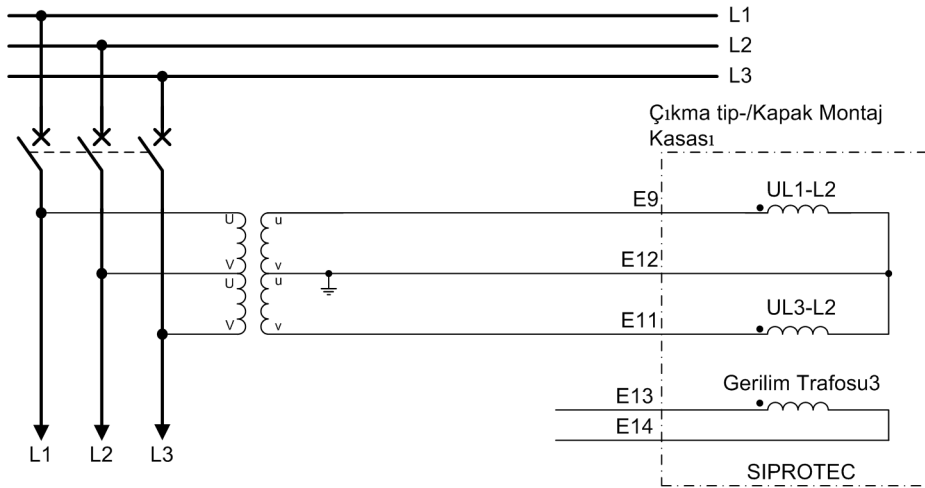 L1
L2
L3
Çıkma tip-/Kapak Montaj
Kasası
UL1-L2
E9
U
u
E12
V
v
U
u
UL3-L2
E11
V
v
Gerilim Trafosu3
E13
E14
L1
L2
L3
SIPROTEC